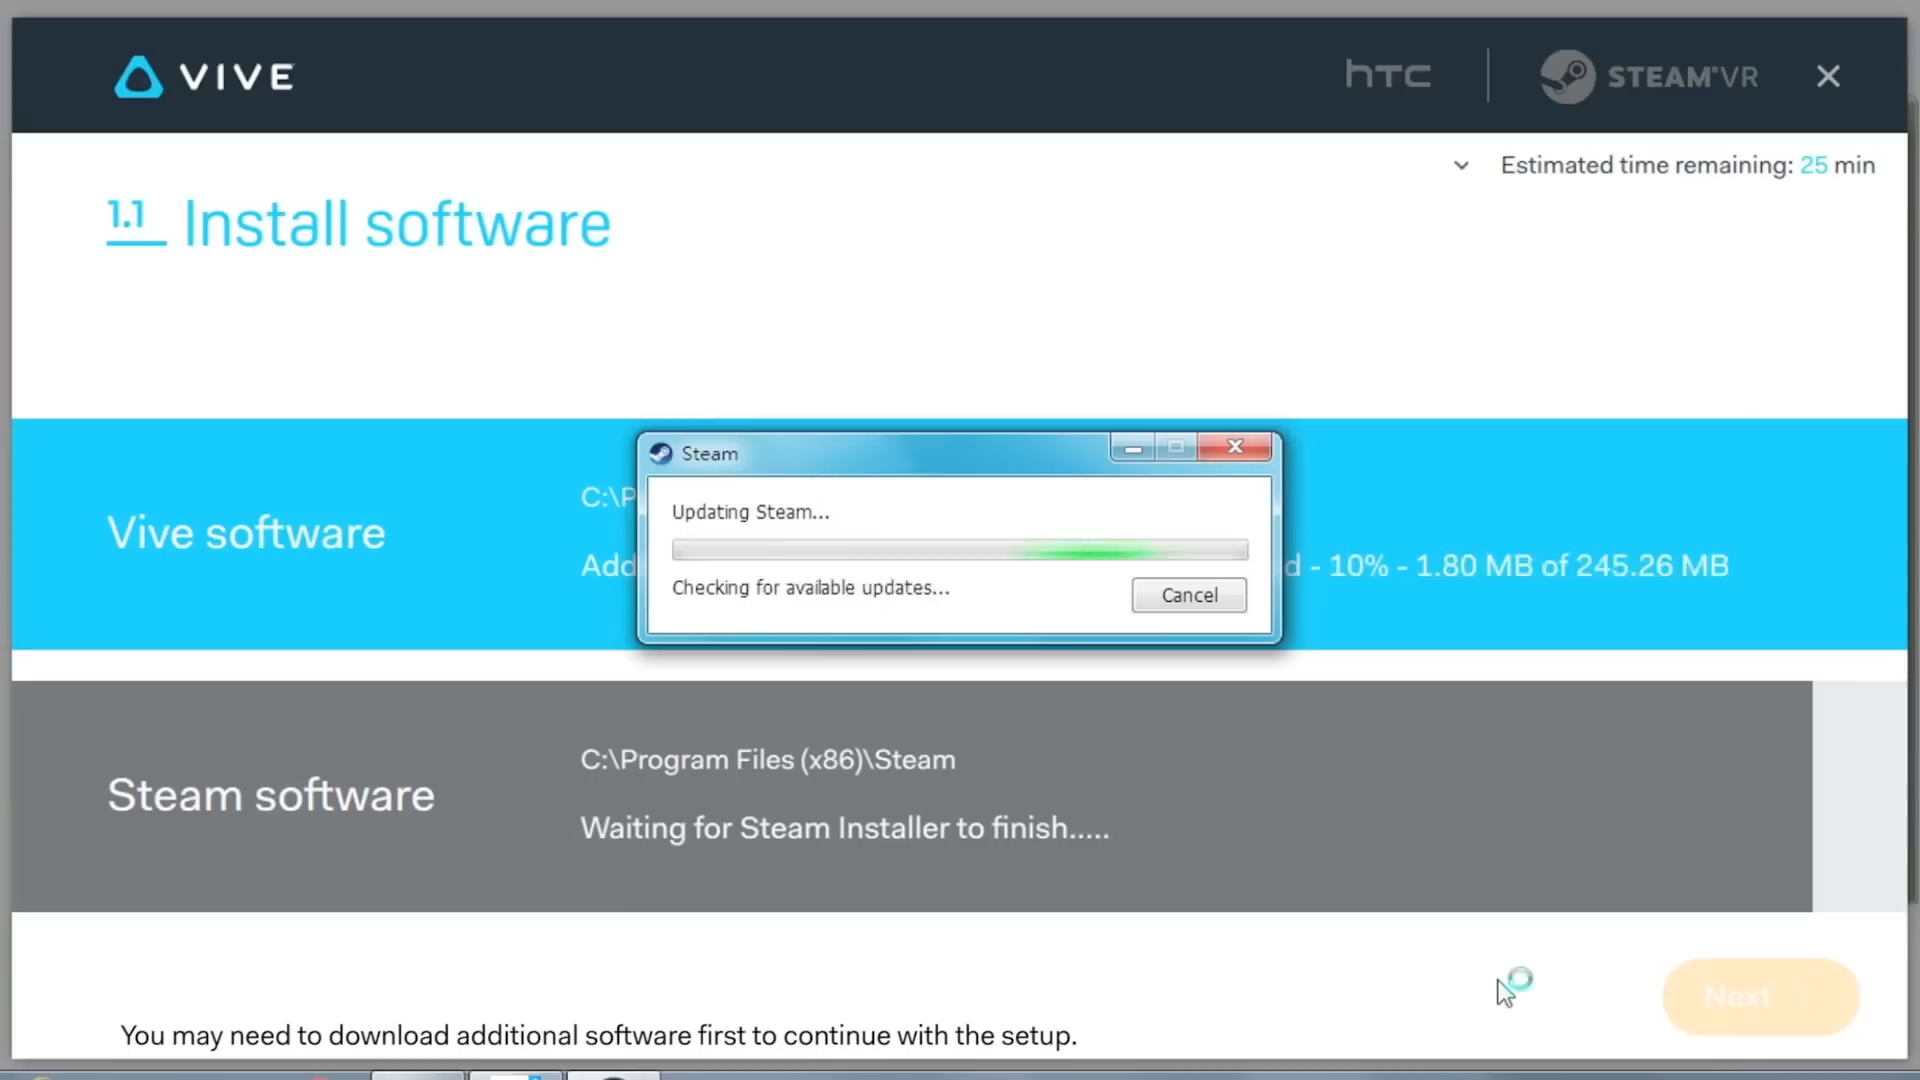 VIVE
hTC
STEAM®VR
Estimated time remaining: 25 min
1.1 Install software
Steam
Vive software
C:\P
Updating Steam...
d - 10% - 1.80 MB of 245.26 MB
Checking for available updates...
Cancel
Steam software
C:\Program Files (x86)\Steam
Waiting for Steam Installer to finish.....
Next
You may need to download additional software first to continue with the setup.